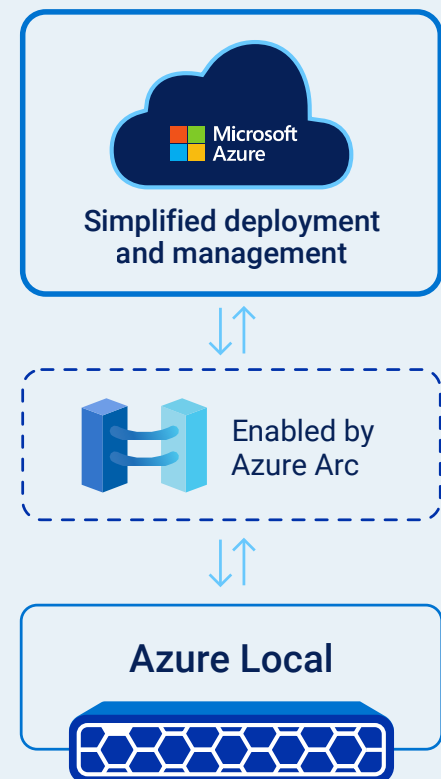 Microsoft
Azure
Simplified deployment
and management
Enabled by
Azure Arc
Azure Local